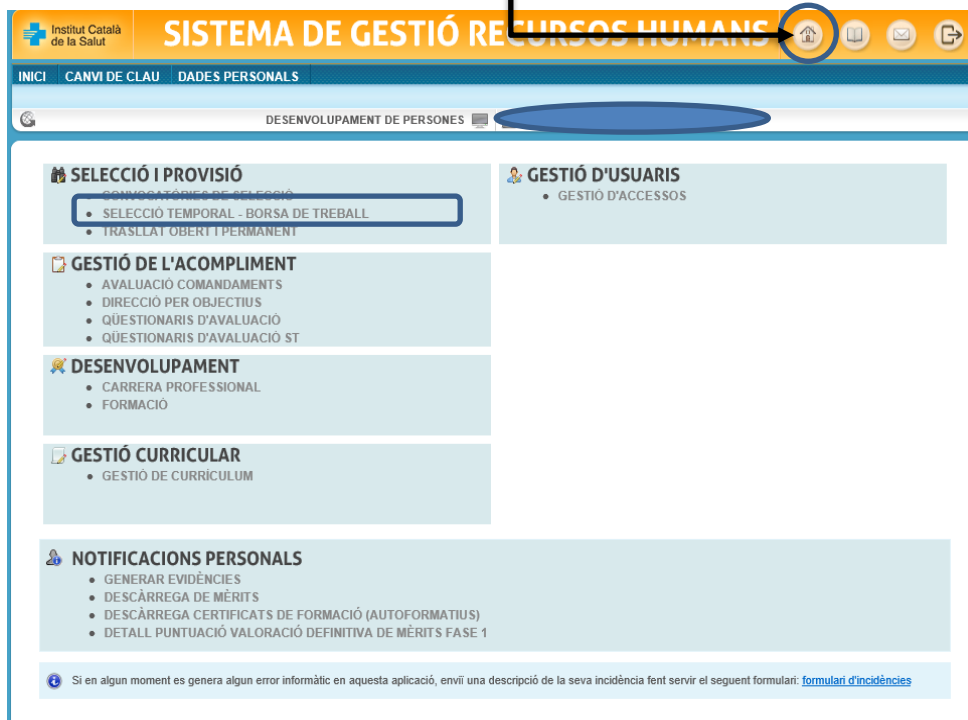 Institut Català
de la Salut
SISTEMA DE GESTIÓ RECURSOS HUMANS
INICI CANVI DE CLAU DADES PERSONALS
DESENVOLUPAMENT DE PERSONES
SELECCIÓ I PROVISIÓ
CONVOCATÒRIES DE SELECCIÓ
SELECCIÓ TEMPORAL - BORSA DE TREBALL
TRASLLAT OBERT I PERMANENT
GESTIÓ D'USUARIS
GESTIÓ D'ACCESSOS
GESTIÓ DE L'ACOMPLIMENT
AVALUACIÓ COMANDAMENTS
DIRECCIÓ PER OBJECTIUS
QÜESTIONARIS D'AVALUACIÓ
QÜESTIONARIS D'AVALUACIÓ ST
DESENVOLUPAMENT
CARRERA PROFESSIONAL
FORMACIÓ
GESTIÓ CURRICULAR
GESTIÓ DE CURRÍCULUM
NOTIFICACIONS PERSONALS
GENERAR EVIDÈNCIES
DESCÀRREGA DE MÈRITS
DESCÀRREGA CERTIFICATS DE FORMACIÓ (AUTOFORMATIUS)
DETALL PUNTUACIÓ VALORACIÓ DEFINITIVA DE MÈRITS FASE 1
Si en algun moment es genera algun error informàtic en aquesta aplicació, enviï una descripció de la seva incidència fent servir el seguent formulari: formulari d'incidències